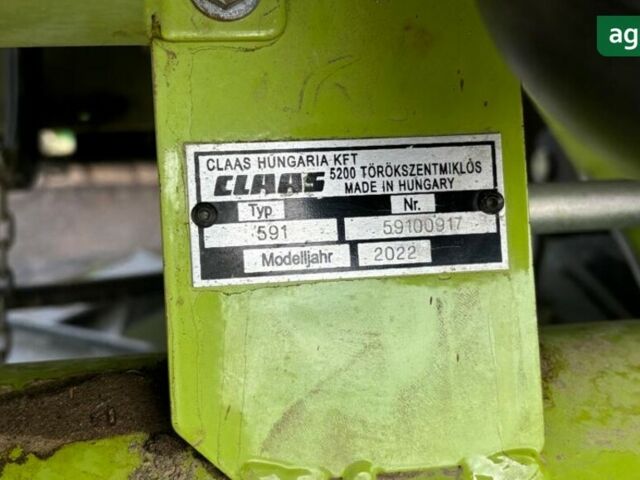 ag
CLAAS HUNGARIA KFT
5200 TÖRÖKSZENTMIKLÓS
CLAAS MADE IN HUNGARY
Typ Nr.
591 59100917
Modelljahr 2022